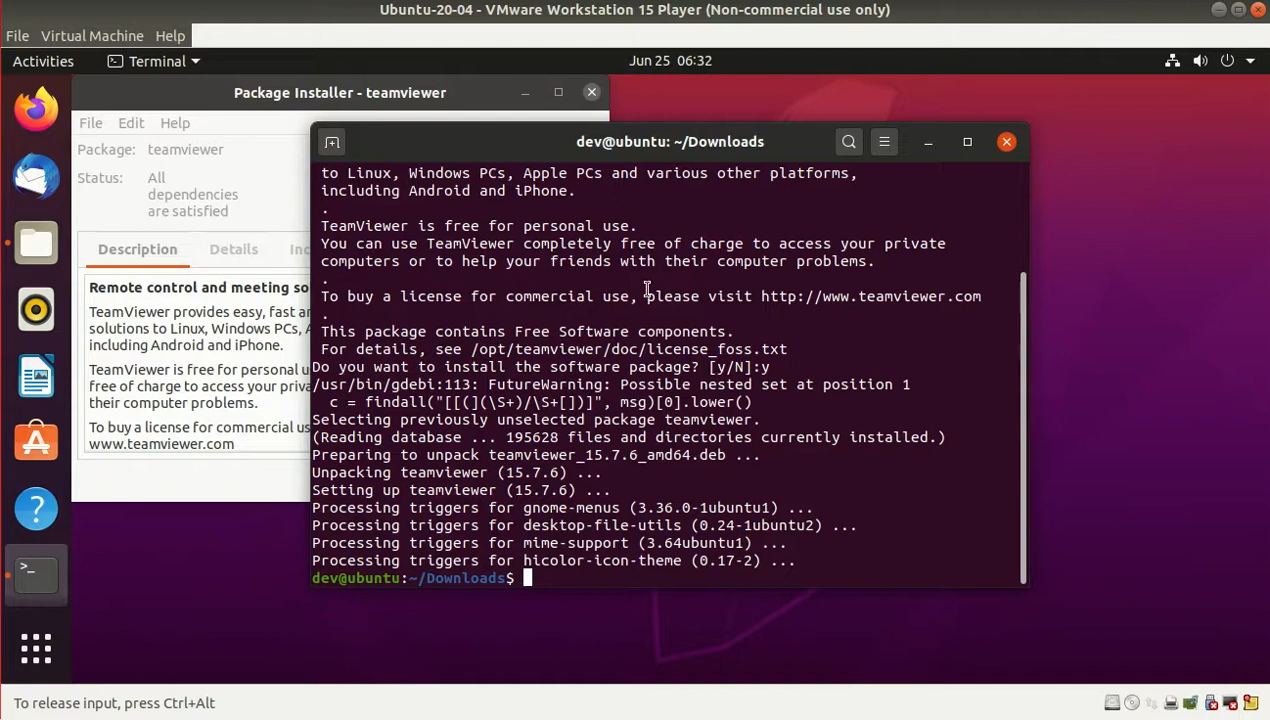 Ubuntu-20-04 - VMware Workstation 15 Player (Non-commercial use only)
File Virtual Machine Help
Activities Terminal Jun 25 06:32
Package Installer - teamviewer
File Edit Help
Package: teamviewer
Status: All
dependencies
are satisfied
Description Details Inc
Remote control and meeting so
TeamViewer provides easy, fast an
solutions to Linux, Windows PCs, A
including Android and iPhone.
TeamViewer is free for personal u
free of charge to access your priva
their computer problems.
To buy a license for commercial us
www.teamviewer.com
dev@ubuntu: ~/Downloads
to Linux, Windows PCs, Apple PCs and various other platforms,
including Android and iPhone.
.
TeamViewer is free for personal use.
You can use TeamViewer completely free of charge to access your private
computers or to help your friends with their computer problems.
.
To buy a license for commercial use, please visit http://www.teamviewer.com
.
This package contains Free Software components.
For details, see /opt/teamviewer/doc/license_foss.txt
Do you want to install the software package? [y/N]:y
/usr/bin/gdebi:113: FutureWarning: Possible nested set at position 1
c = findall("[[(](\S+)/\S+[])]", msg)[0].lower()
Selecting previously unselected package teamviewer.
(Reading database ... 195628 files and directories currently installed.)
Preparing to unpack teamviewer_15.7.6_amd64.deb ...
Unpacking teamviewer (15.7.6) ...
Setting up teamviewer (15.7.6) ...
Processing triggers for gnome-menus (3.36.0-1ubuntu1) ...
Processing triggers for desktop-file-utils (0.24-1ubuntu2) ...
Processing triggers for mime-support (3.64ubuntu1) ...
Processing triggers for hicolor-icon-theme (0.17-2) ...
dev@ubuntu:~/Downloads$
To release input, press Ctrl+Alt